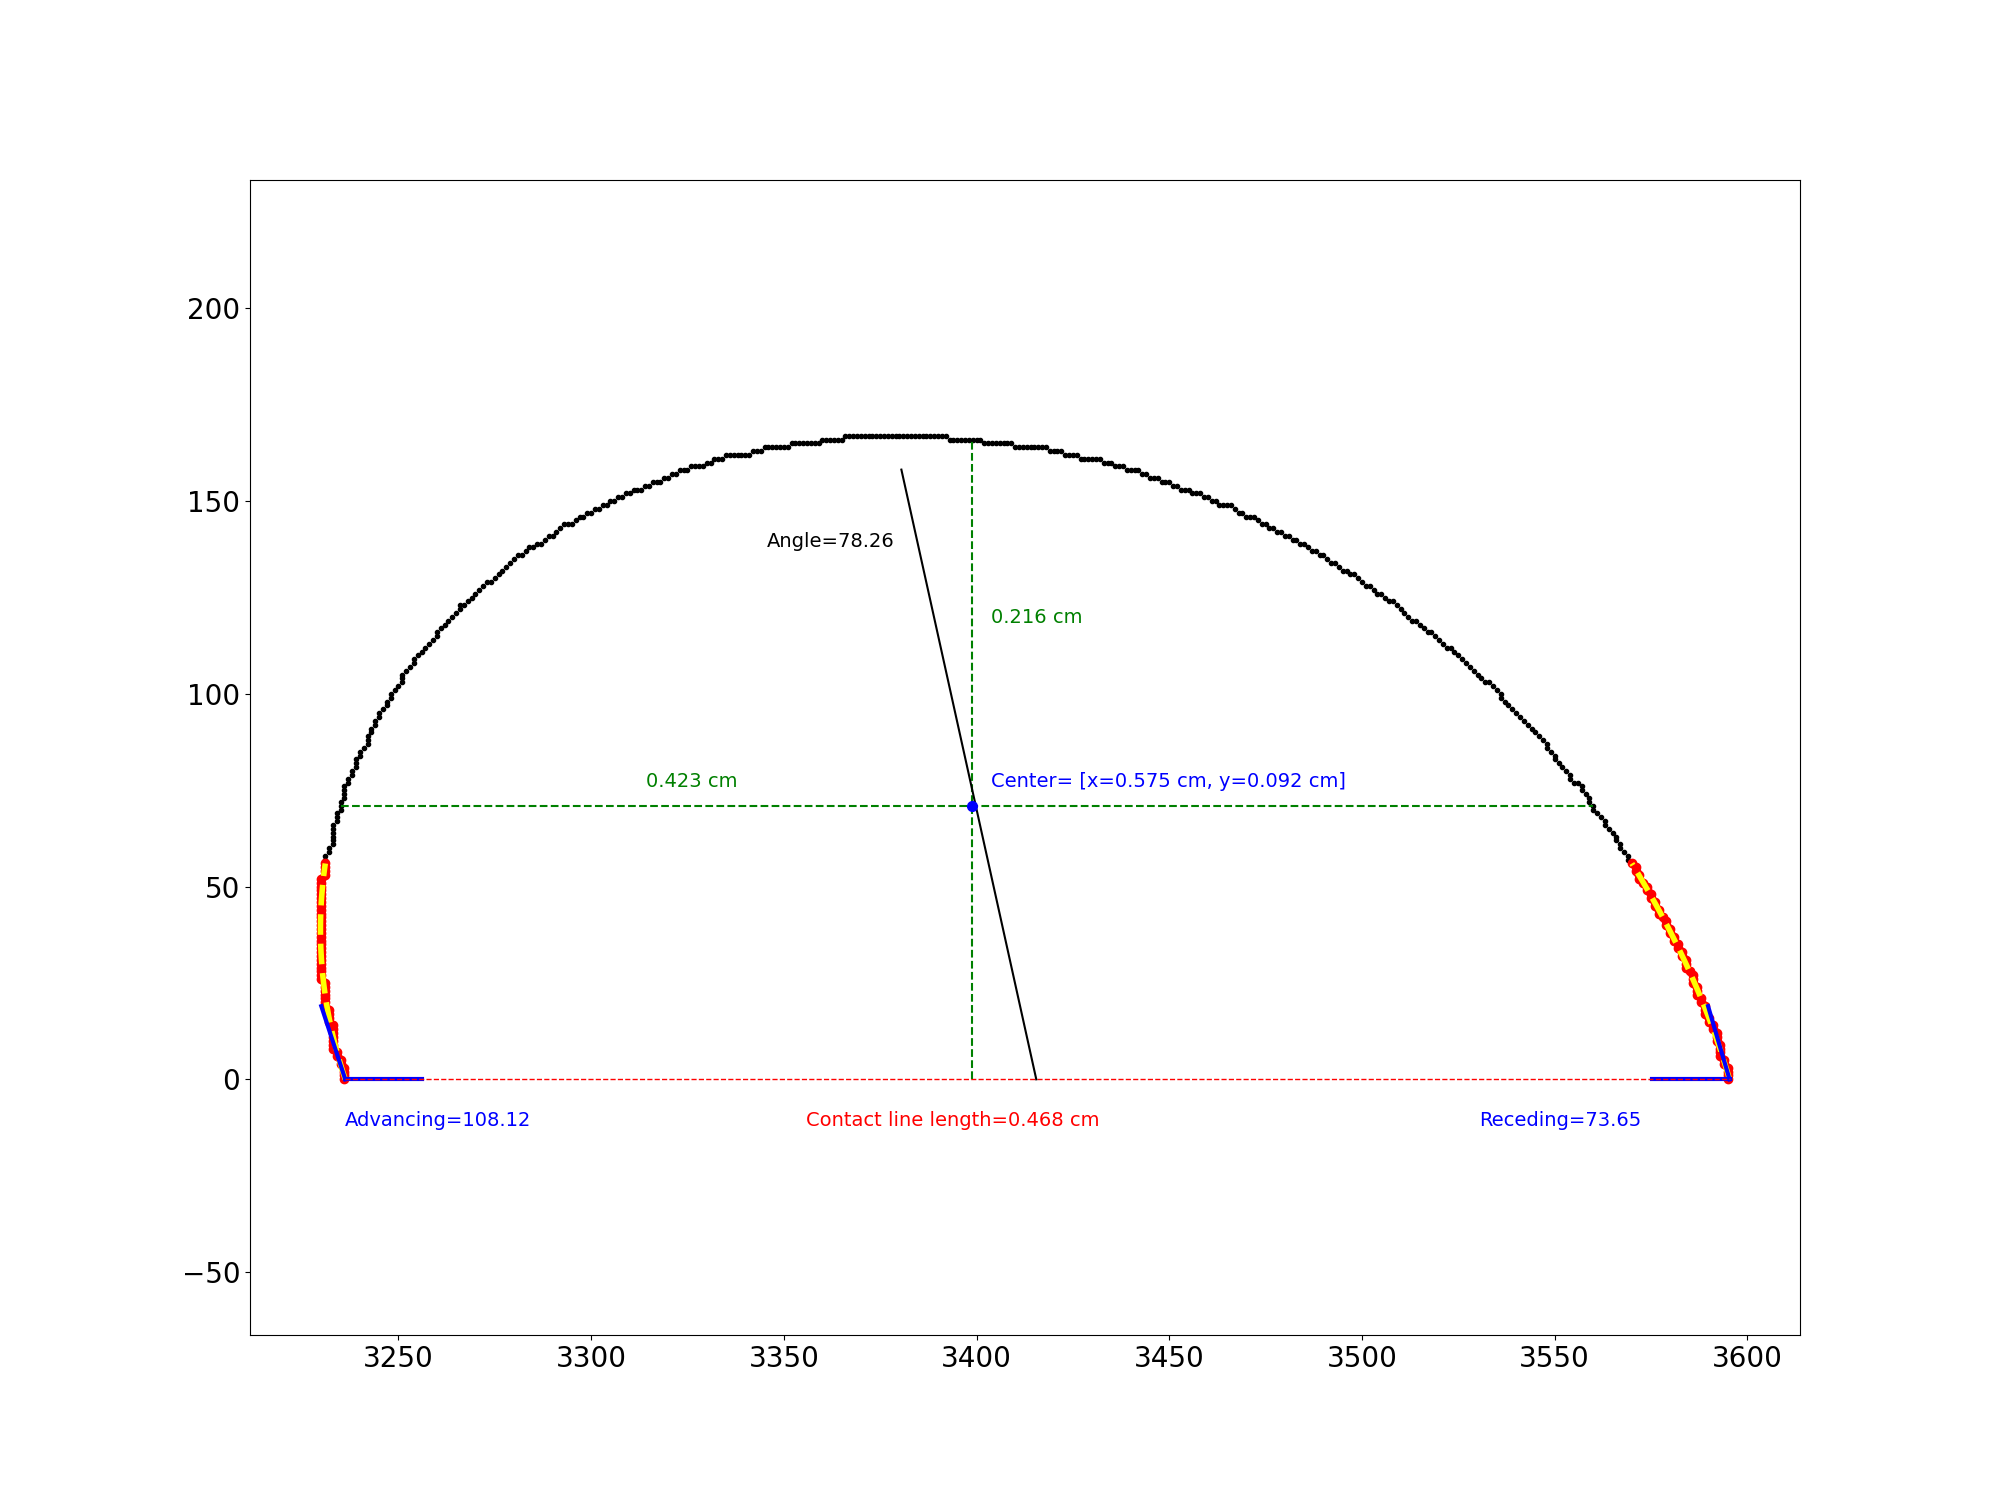 200
150
Angle=78.26
0.216 cm
100
0.423 cm
Center= [x=0.575 cm, y=0.092 cm]
50
0
Advancing=108.12
Contact line length=0.468 cm
Receding=73.65
−50
3250
3300
3350
3400
3450
3500
3550
3600